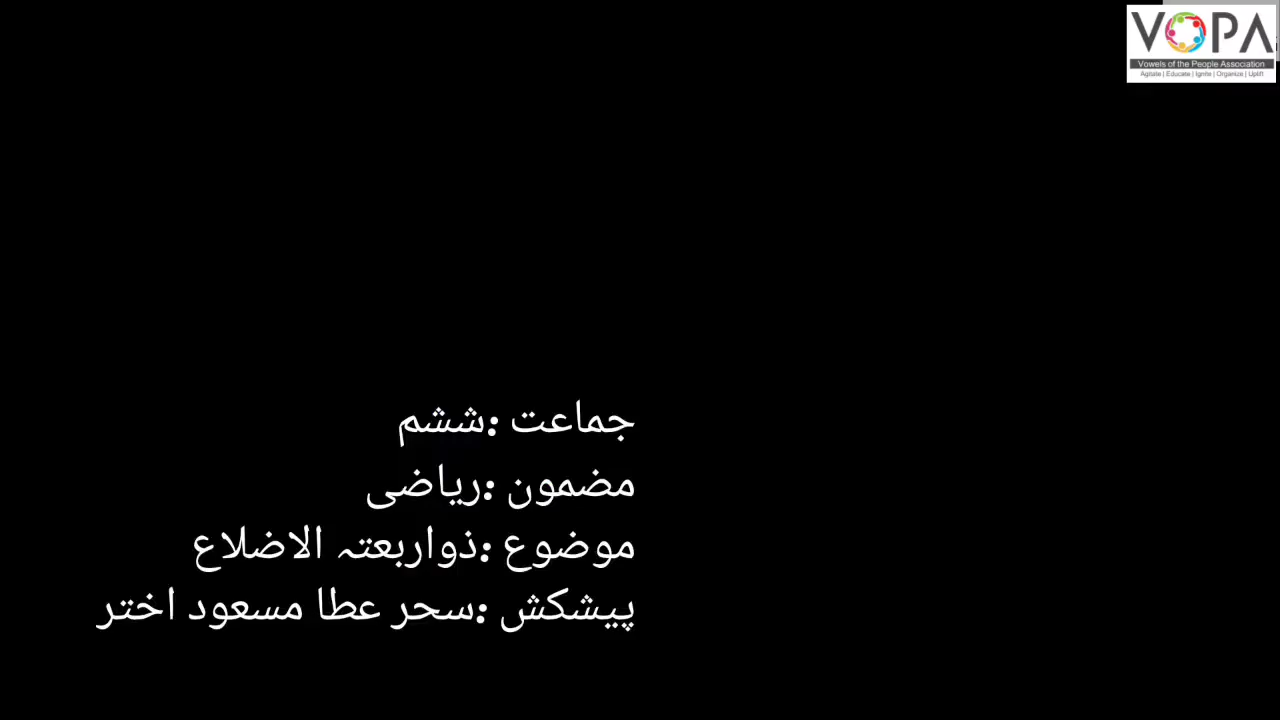 VOPA
Vowels of the People Association
Agitate | Educate | Ignite | Organize | Uplift
جماعت :ششم
مضمون :ریاضی
موضوع :ذواربعتہ الاضلاع
پیشکش :سحر عطا مسعود اختر